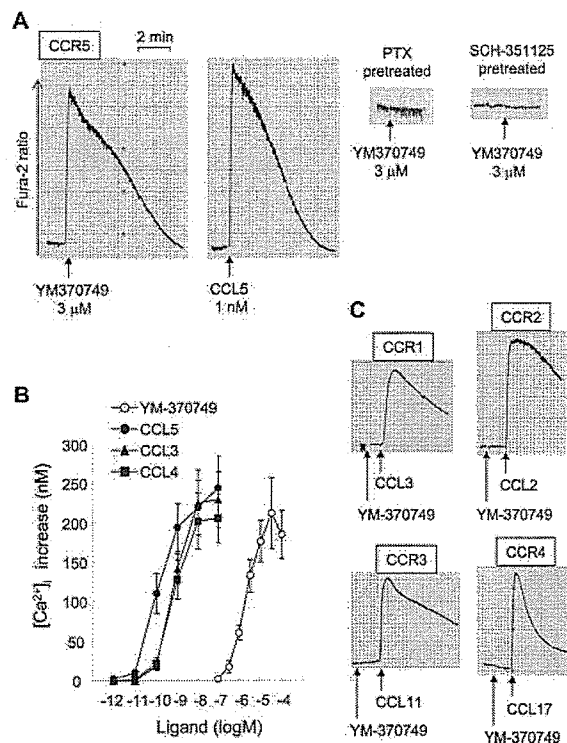 A
CCR5
2 min
Fura-2 ratio
YM370749
3 μM
CCL5
1 nM
PTX
pretreated
YM370749
3 μM
SCH-351125
pretreated
YM370749
3 μM
B
YM-370749
CCL5
CCL3
CCL4
[Ca²⁺]i increase (nM)
300
250
200
150
100
50
0
-12 -11 -10 -9 -8 -7 -6 -5 -4
Ligand (logM)
C
CCR1
CCL3
YM-370749
CCR2
CCL2
YM-370749
CCR3
CCL11
YM-370749
CCR4
CCL17
YM-370749